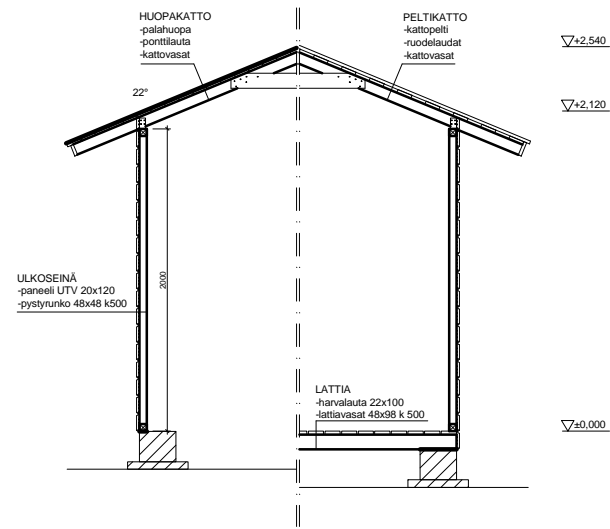 HUOPAKATTO
-palahuopa
-ponttilauta
-kattovasat
PELTIKATTO
-kattopelti
-ruodelaudat
-kattovasat
+2,540
22°
+2,120
2000
ULKOSEINÄ
-paneeli UTV 20x120
-pystyrunko 48x48 k500
LATTIA
-harvalauta 22x100
-lattiavasat 48x98 k 500
±0,000